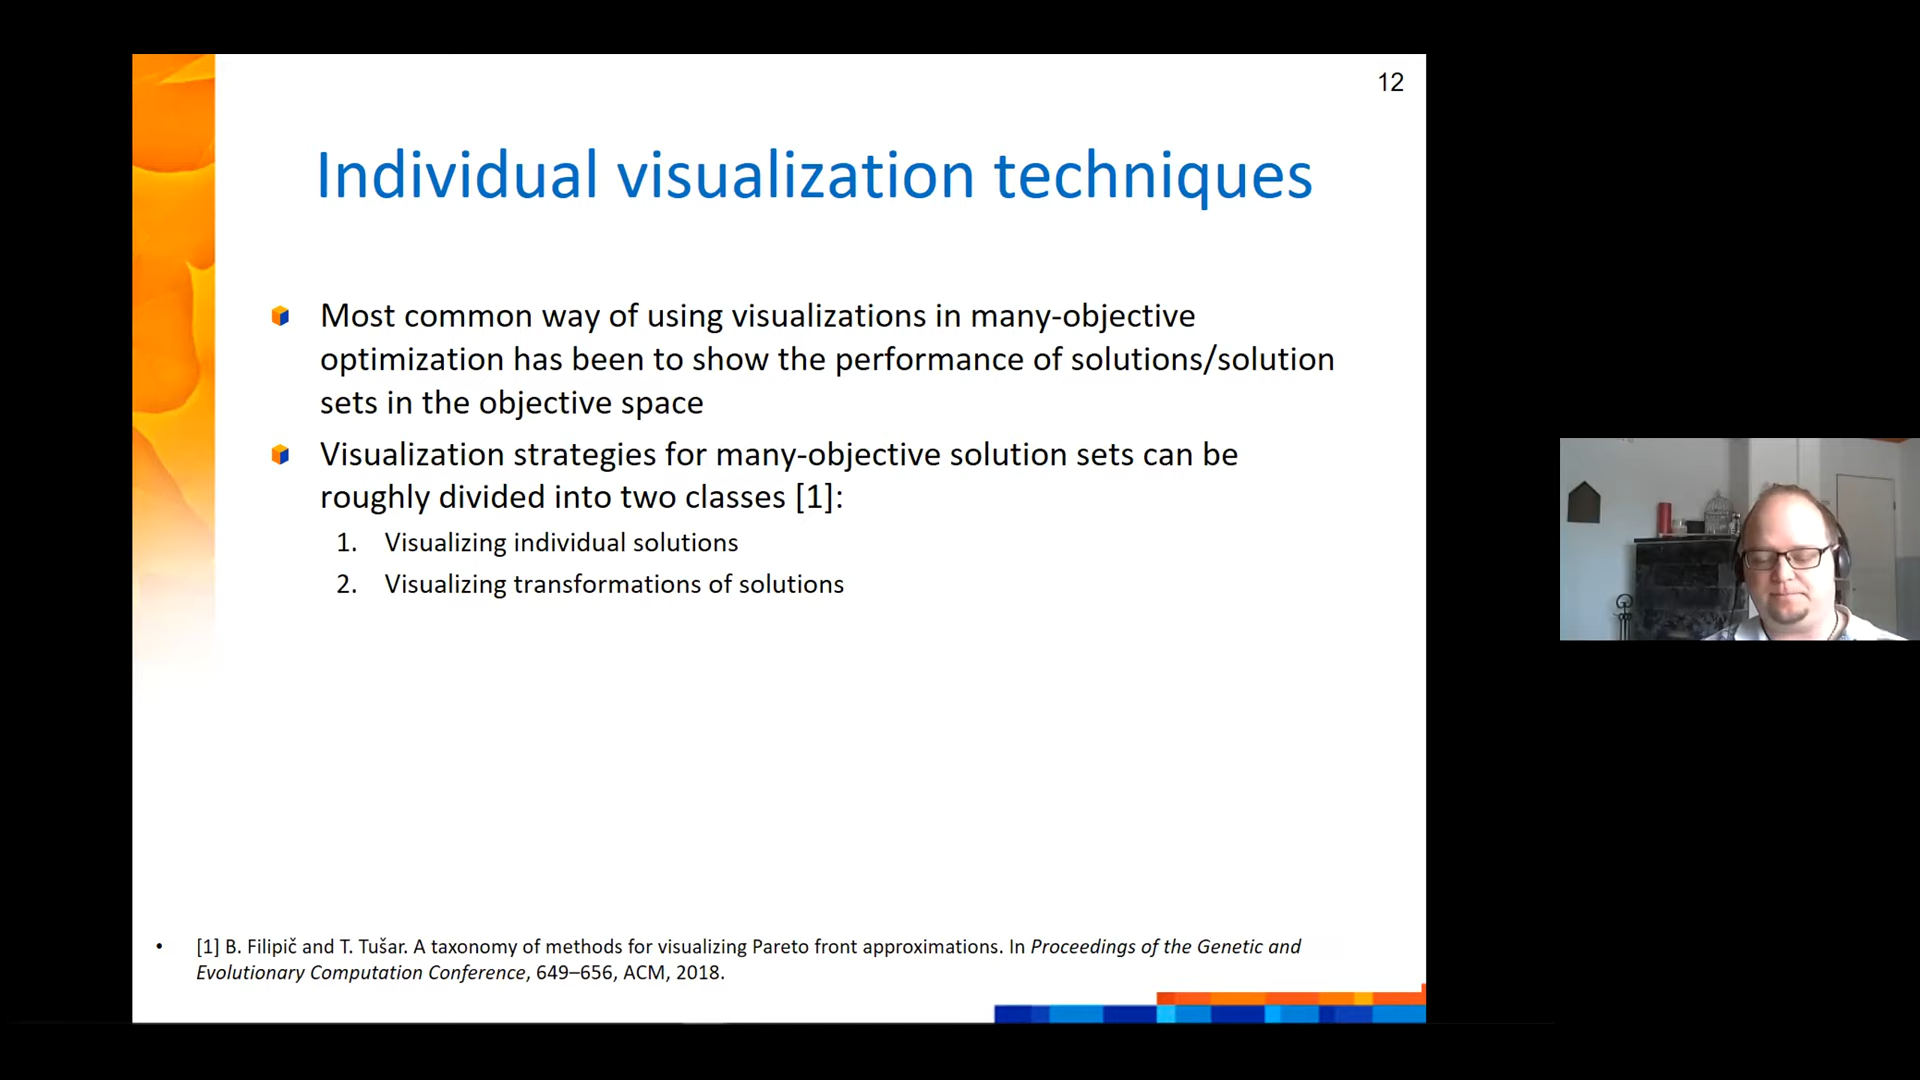 12
Individual visualization techniques
Most common way of using visualizations in many-objective
optimization has been to show the performance of solutions/solution
sets in the objective space
Visualization strategies for many-objective solution sets can be
roughly divided into two classes [1]:
1. Visualizing individual solutions
2. Visualizing transformations of solutions
• [1] B. Filipič and T. Tušar. A taxonomy of methods for visualizing Pareto front approximations. In Proceedings of the Genetic and
Evolutionary Computation Conference, 649–656, ACM, 2018.